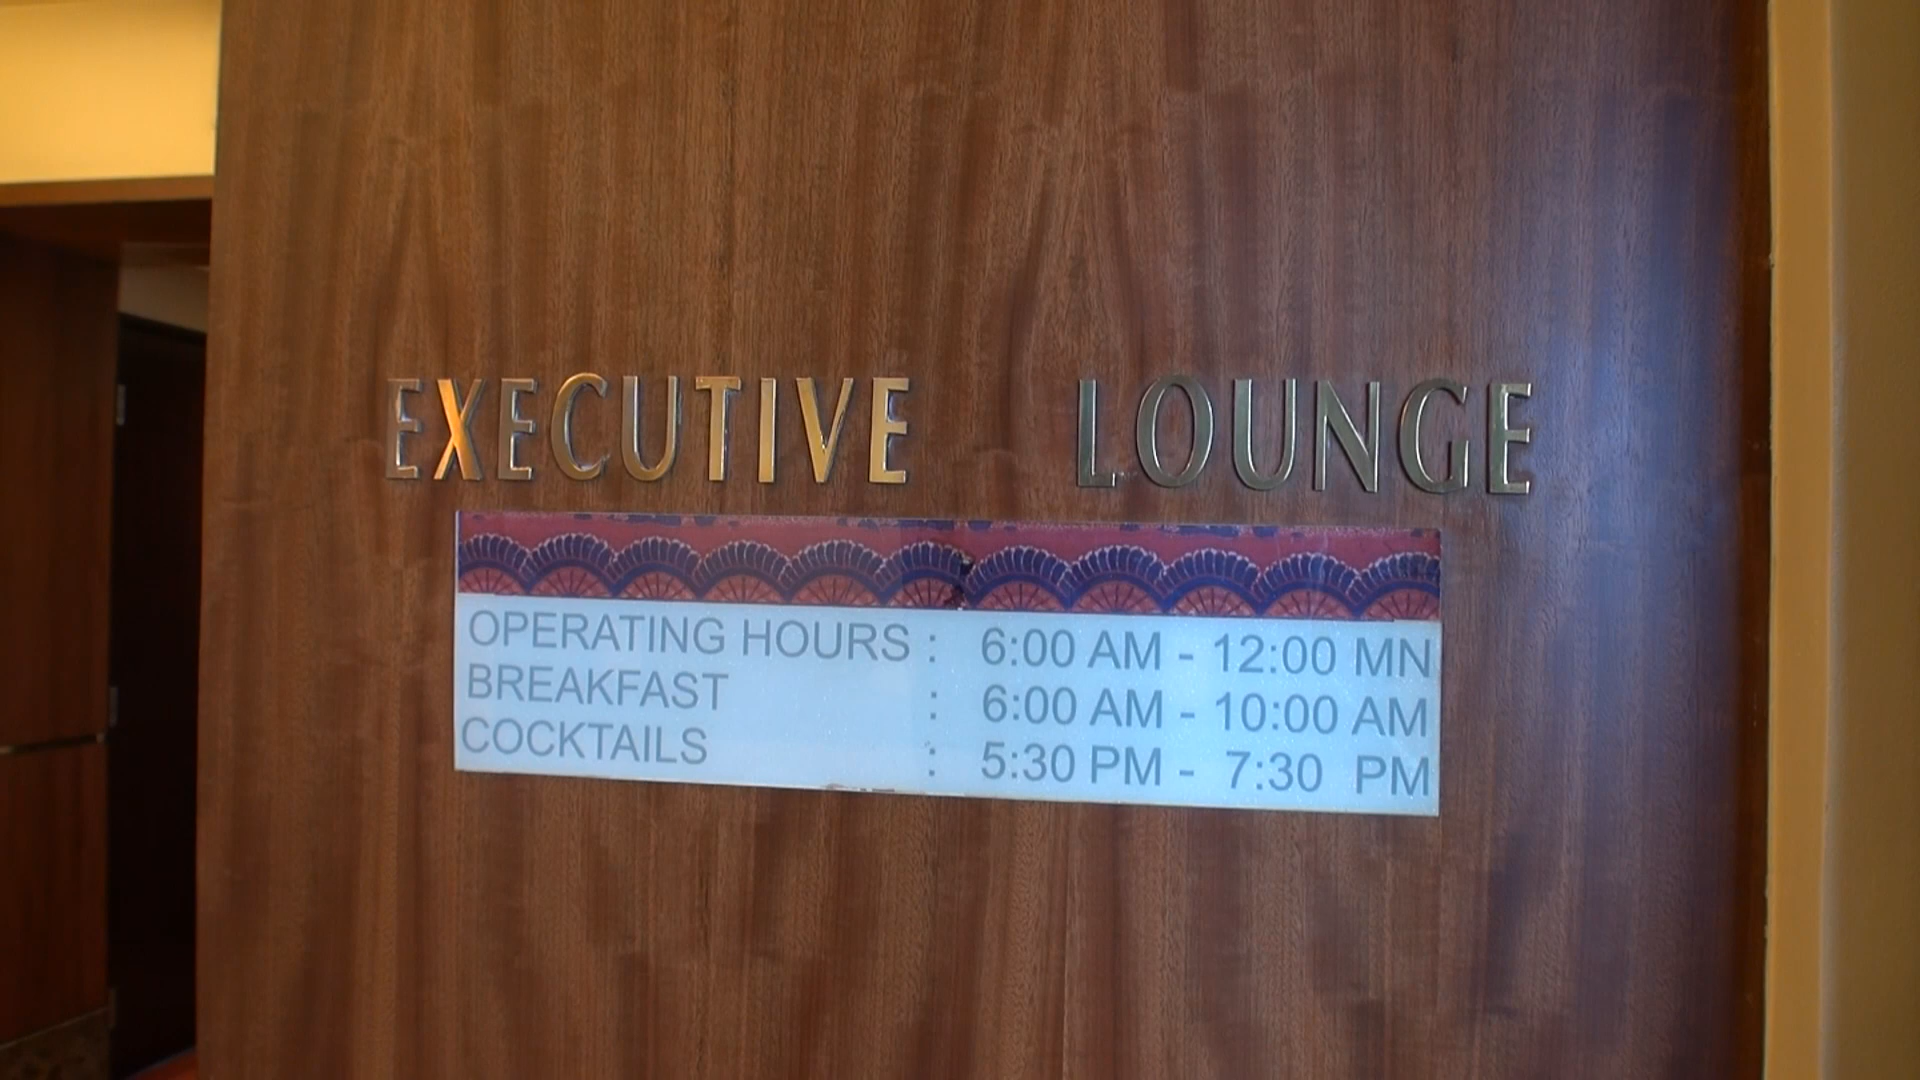 EXECUTIVE LOUNGE
OPERATING HOURS : 6:00 AM - 12:00 MN
BREAKFAST : 6:00 AM - 10:00 AM
COCKTAILS : 5:30 PM - 7:30 PM